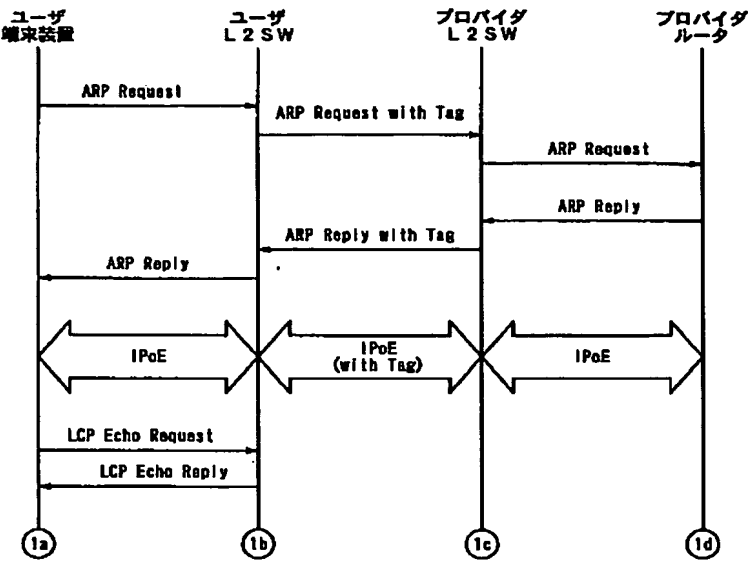 ユーザ
端末装置
ユーザ
L2SW
プロバイダ
L2SW
プロバイダ
ルータ
ARP Request
ARP Request with Tag
ARP Request
ARP Reply
ARP Reply with Tag
ARP Reply
IPoE
IPoE
(with Tag)
IPoE
LCP Echo Request
LCP Echo Reply
1a
1b
1c
1d